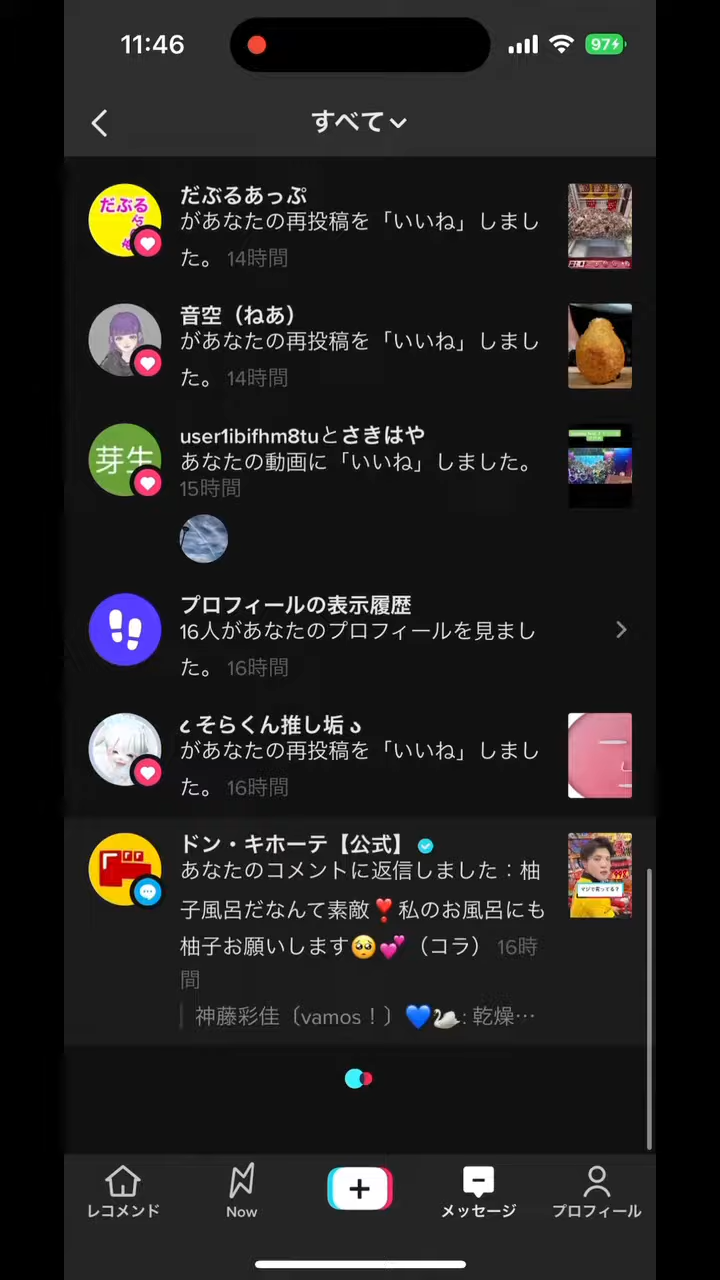 11:46
97
すべて
だぶるあっぷ
があなたの再投稿を「いいね」しまし
た。 14時間
音空（ねあ）
があなたの再投稿を「いいね」しまし
た。 14時間
user1ibifhm8tuとさきはや
芽生
あなたの動画に「いいね」しました。
15時間
プロフィールの表示履歴
16人があなたのプロフィールを見まし
た。 16時間
૮ そらくん推し垢 ა
があなたの再投稿を「いいね」しまし
た。 16時間
ドン・キホーテ【公式】
あなたのコメントに返信しました：柚
子風呂だなんて素敵❣️私のお風呂にも
柚子お願いします🥺💕（コラ） 16時
間
神藤彩佳〔vamos！〕💙🦢: 乾燥…
レコメンド
Now
メッセージ
プロフィール